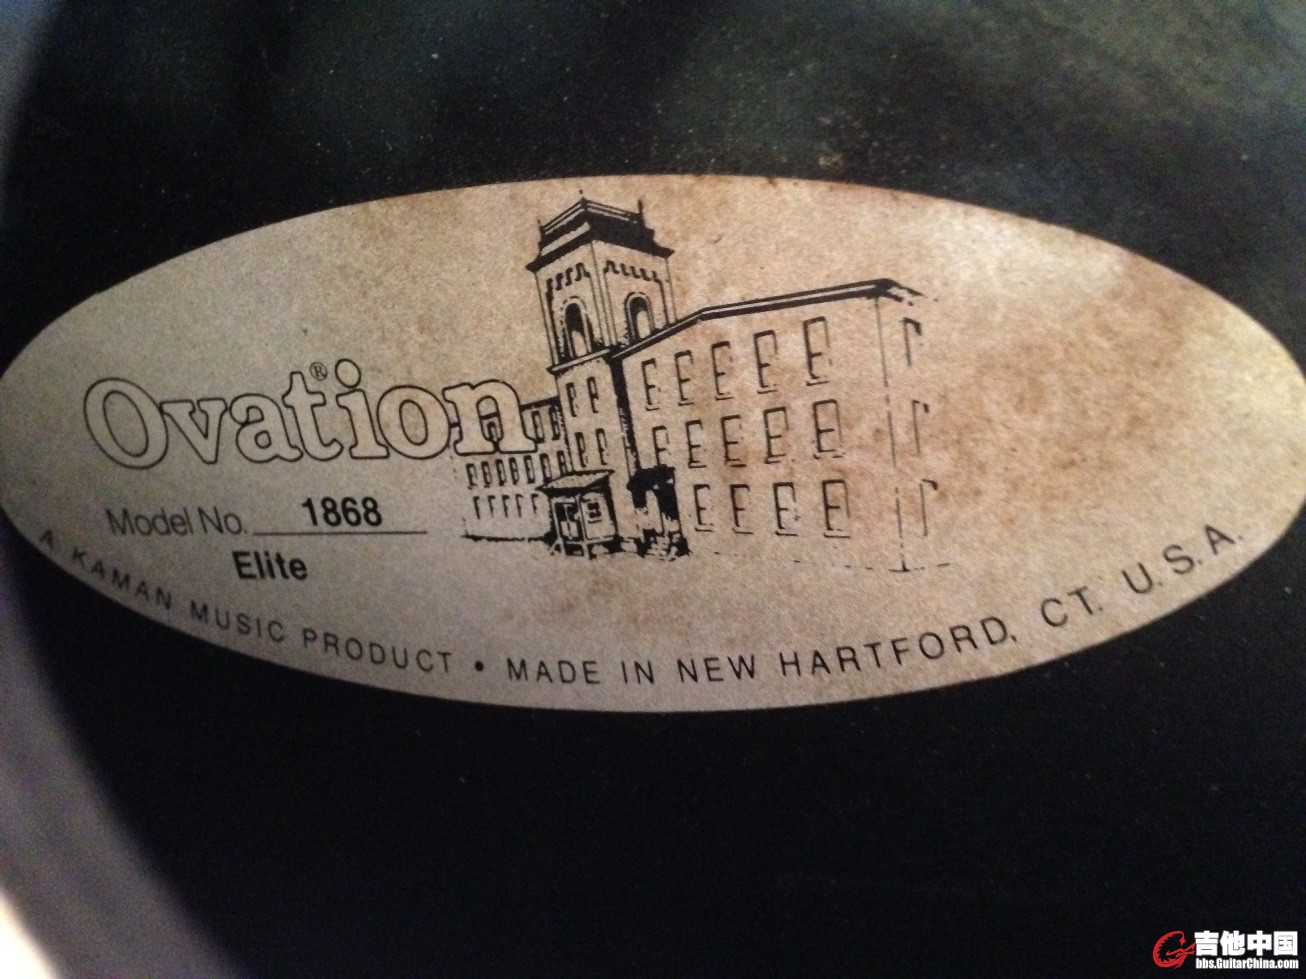 Ovation®
Model No. 1868
Elite
A KAMAN MUSIC PRODUCT • MADE IN NEW HARTFORD, CT. U.S.A.
吉他中国
bbs.GuitarChina.com